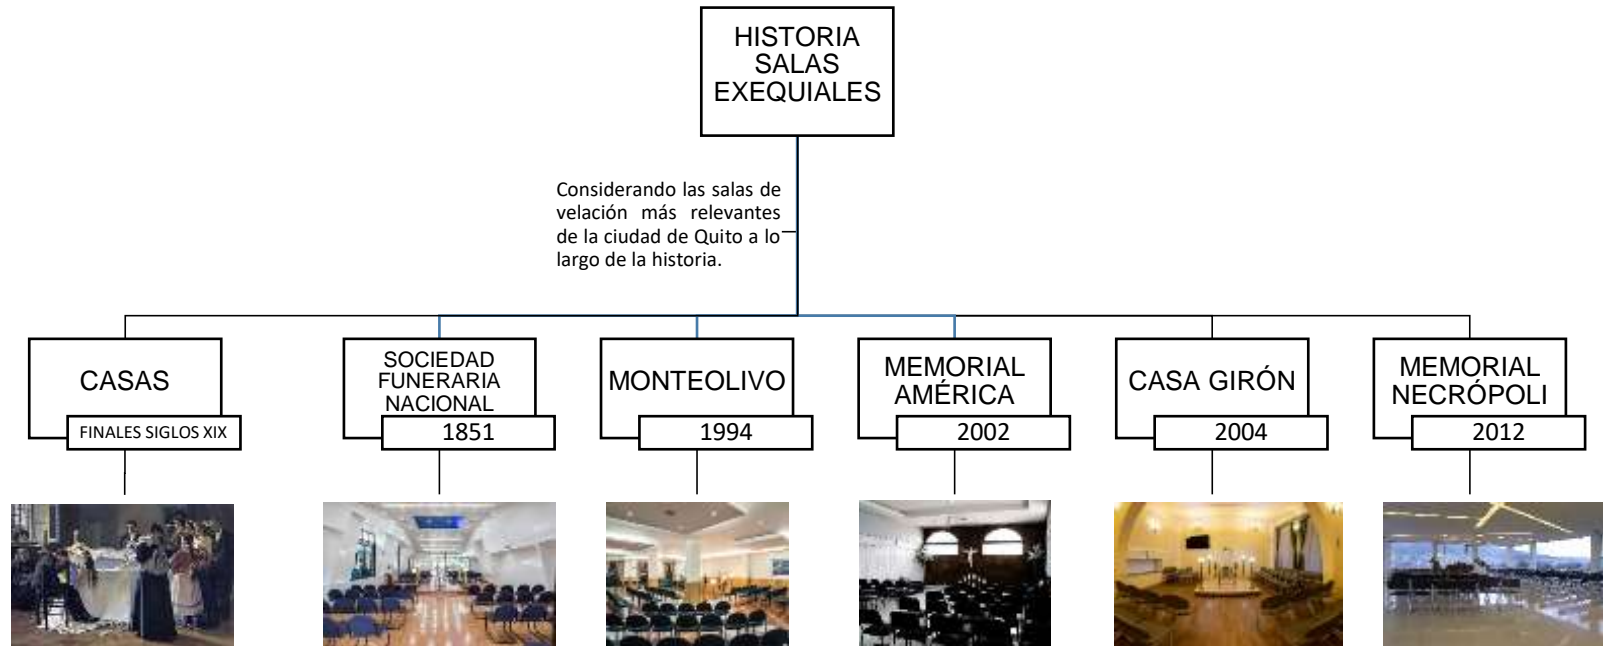 HISTORIA
SALAS
EXEQUIALES
Considerando las salas de
velación más relevantes
de la ciudad de Quito a lo
largo de la historia.
CASAS
FINALES SIGLOS XIX
SOCIEDAD
FUNERARIA
NACIONAL
1851
MONTEOLIVO
1994
MEMORIAL
AMÉRICA
2002
CASA GIRÓN
2004
MEMORIAL
NECRÓPOLI
2012